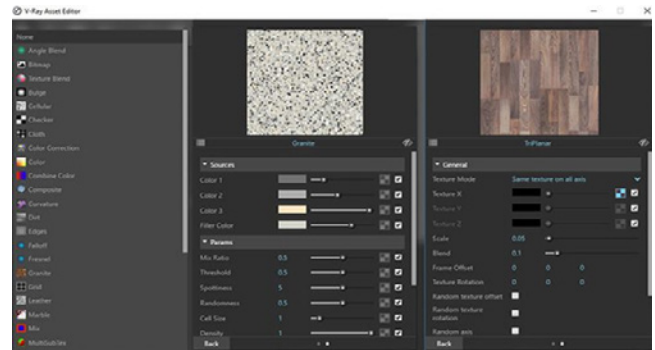 V-Ray Asset Editor
None
Angle Blend
Bitmap
Texture Blend
Bulge
Cellular
Checker
Cloth
Color Correction
Color
Combine Color
Composite
Curvature
Dirt
Edges
Falloff
Fresnel
Granite
Grid
Leather
Marble
Mix
MultiSubTex
Granite
Sources
Color 1
Color 2
Color 3
Filler Color
Params
Mix Ratio 0.5
Threshold 0.5
Spottiness 5
Randomness 0.5
Cell Size 1
Density 1
Back
TriPlanar
General
Texture Mode Same texture on all axis
Texture X
Texture Y
Texture Z
Scale 0.05
Blend 0.1
Frame Offset 0 0 0
Texture Rotation 0 0 0
Random texture offset
Random texture
rotation
Random axis
Back